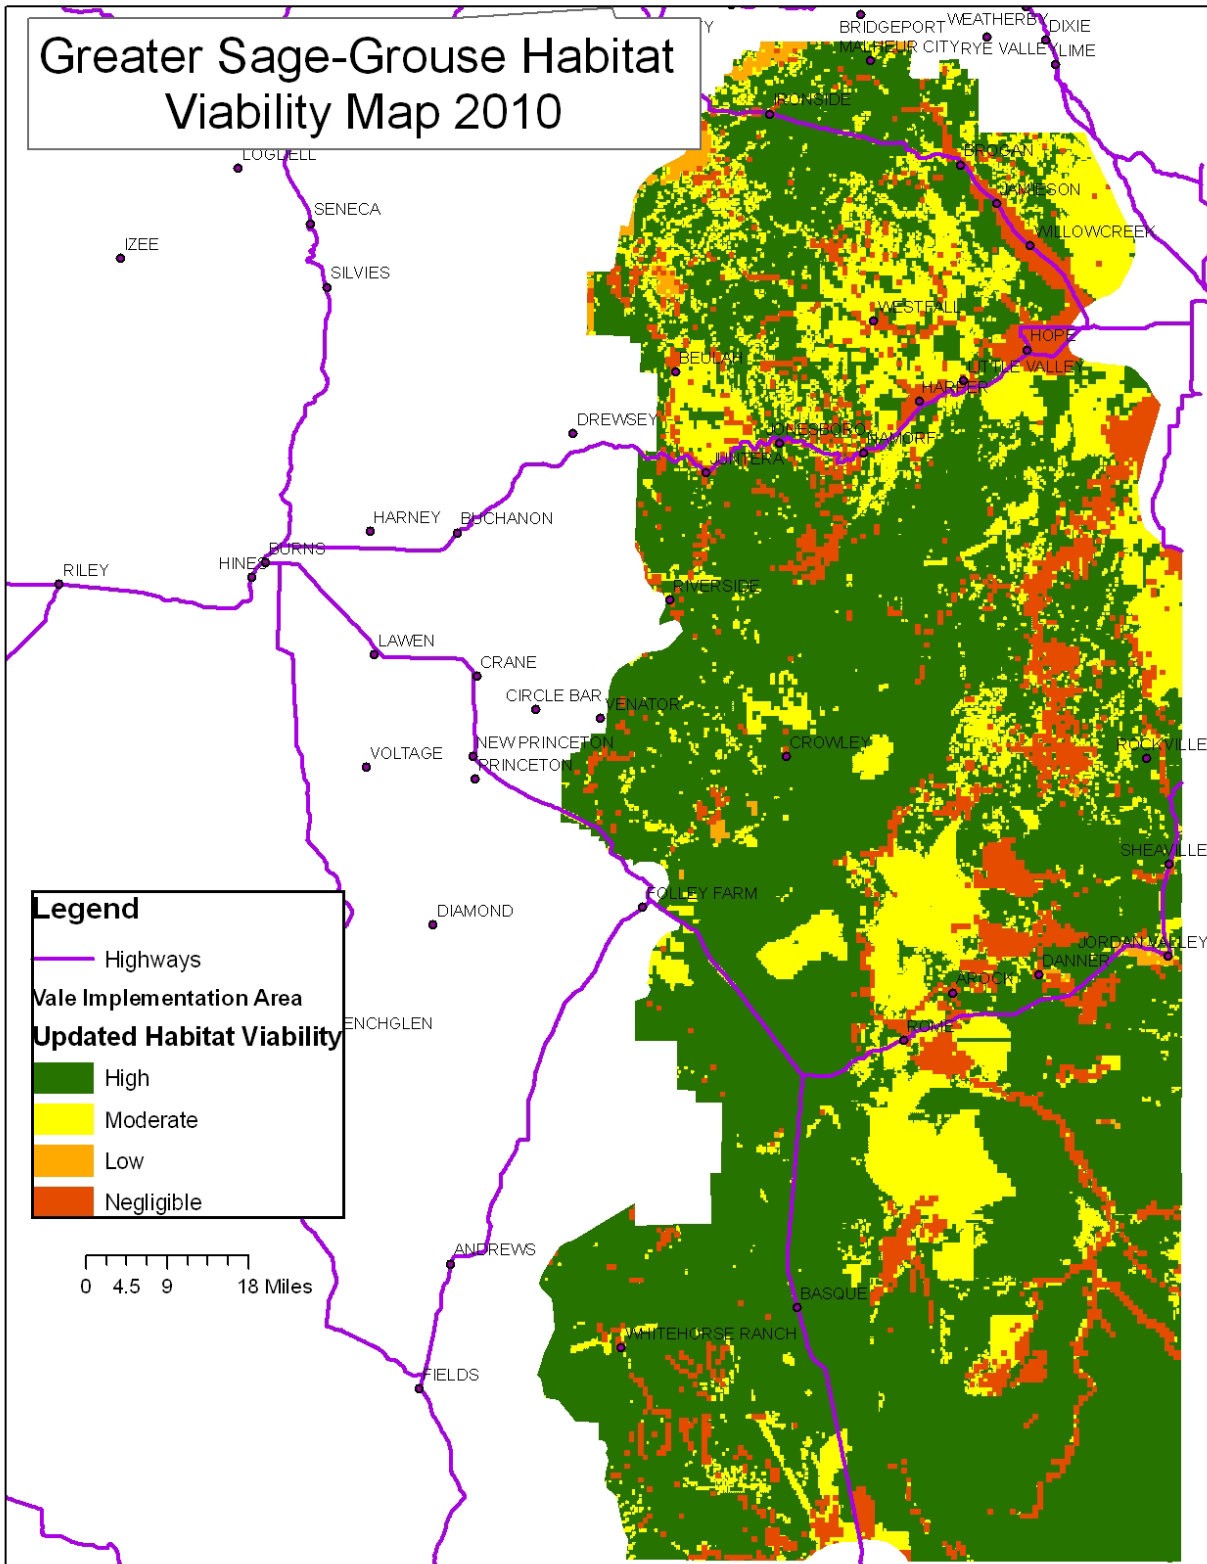 Greater Sage-Grouse Habitat
Viability Map 2010
BRIDGEPORT
WEATHERBY
DIXIE
MALHEUR CITY
RYE VALLEY
LIME
IRONSIDE
BROGAN
LOGDELL
JAMIESON
SENECA
WILLOWCREEK
IZEE
SILVIES
WESTFALL
HOPE
BEULAH
LITTLE VALLEY
HARPER
DREWSEY
JONESBORO
NAMORF
JUNTERA
HARNEY
BUCHANON
BURNS
HINES
RILEY
RIVERSIDE
LAWEN
CRANE
CIRCLE BAR
VENATOR
NEW PRINCETON
CROWLEY
ROCKVILLE
VOLTAGE
PRINCETON
SHEAVILLE
FOLLEY FARM
DIAMOND
JORDAN VALLEY
DANNER
AROCK
ROME
Legend
Highways
Vale Implementation Area
ENCHGLEN
Updated Habitat Viability
High
Moderate
Low
Negligible
0 4.5 9 18 Miles
ANDREWS
BASQUE
WHITEHORSE RANCH
FIELDS